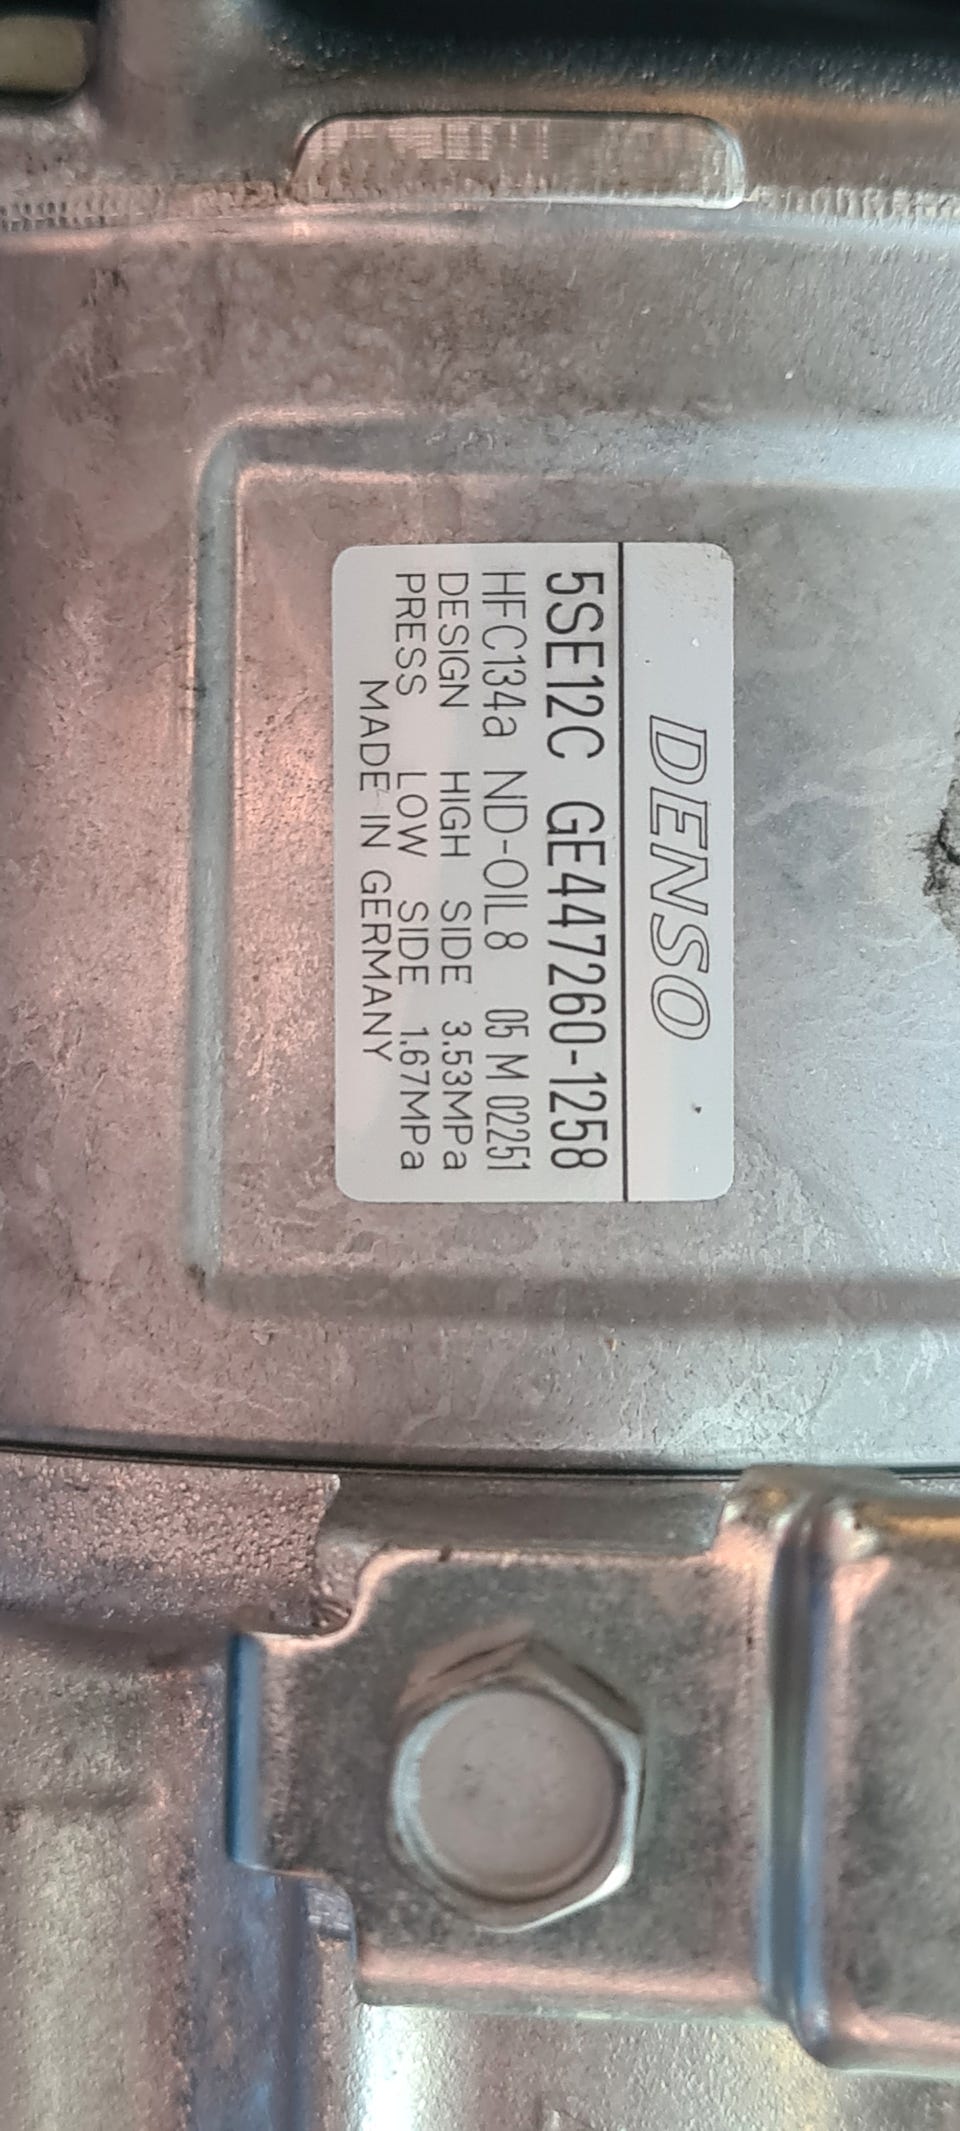 DENSO
5SE12C GE447260-1258
HFC134a ND-OIL8 05 M 02251
DESIGN HIGH SIDE 3.53MPa
PRESS LOW SIDE 1.67MPa
MADE IN GERMANY